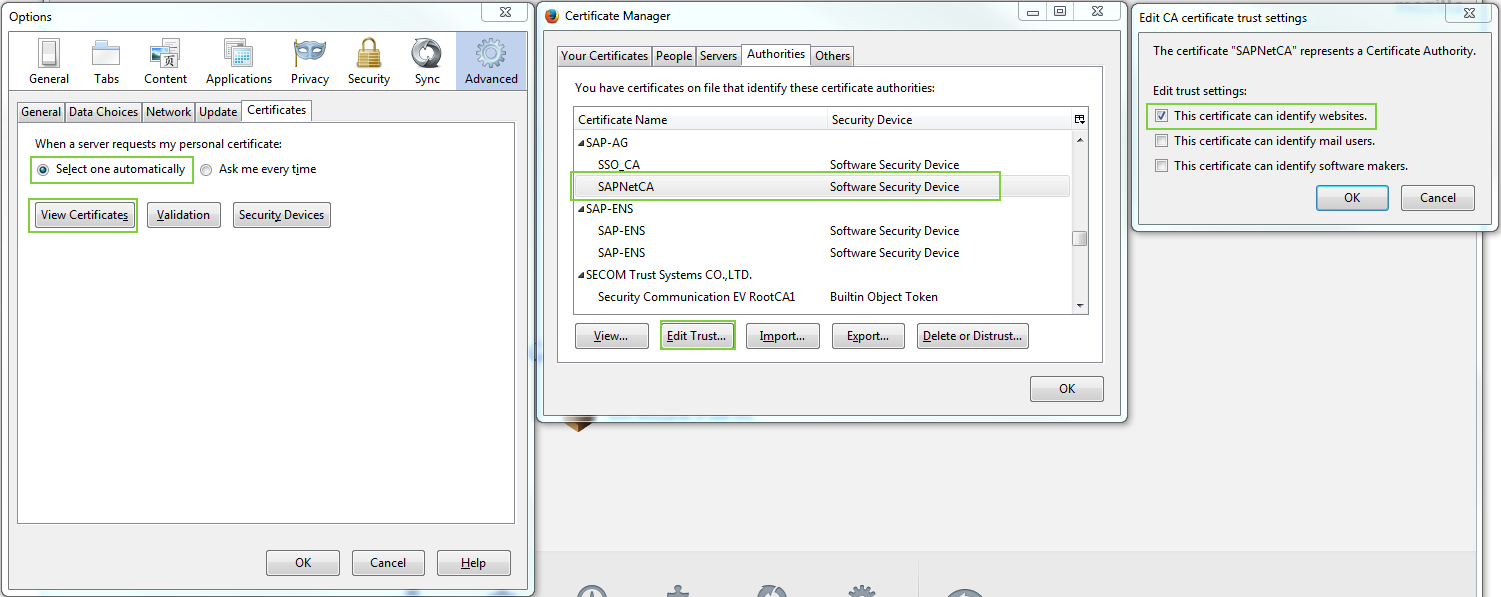 Options
General Tabs Content Applications Privacy Security Sync Advanced
General Data Choices Network Update Certificates
When a server requests my personal certificate:
Select one automatically Ask me every time
View Certificates Validation Security Devices
OK Cancel Help
Certificate Manager
Your Certificates People Servers Authorities Others
You have certificates on file that identify these certificate authorities:
Certificate Name Security Device
SAP-AG
SSO_CA Software Security Device
SAPNetCA Software Security Device
SAP-ENS
SAP-ENS Software Security Device
SAP-ENS Software Security Device
SECOM Trust Systems CO.,LTD.
Security Communication EV RootCA1 Builtin Object Token
View... Edit Trust... Import... Export... Delete or Distrust...
OK
Edit CA certificate trust settings
The certificate "SAPNetCA" represents a Certificate Authority.
Edit trust settings:
This certificate can identify websites.
This certificate can identify mail users.
This certificate can identify software makers.
OK Cancel